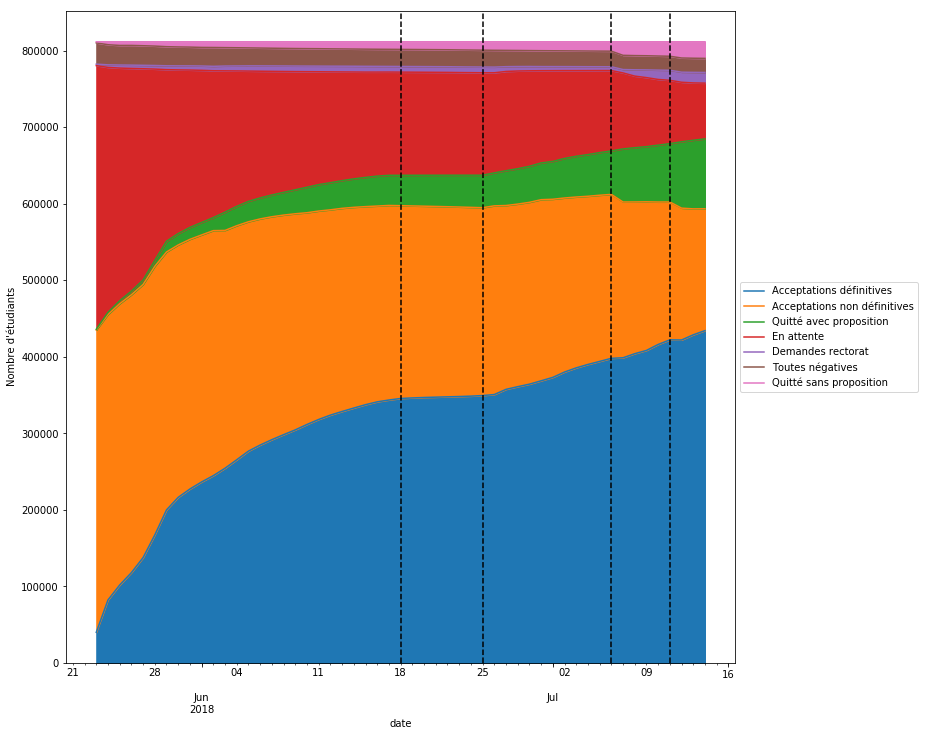 800000
700000
600000
500000
400000
300000
200000
100000
0
Nombre d'étudiants
21 28 04 11 18 25 02 09 16
Jun Jul
2018
date
Acceptations définitives
Acceptations non définitives
Quitté avec proposition
En attente
Demandes rectorat
Toutes négatives
Quitté sans proposition